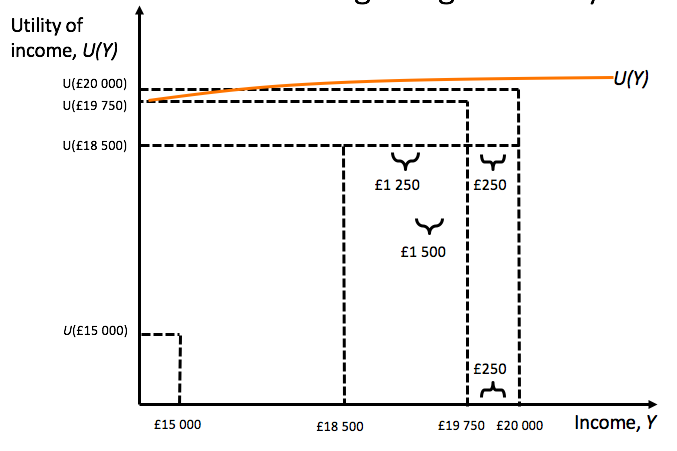 Utility of
income, U(Y)
U(£20 000)
U(Y)
U(£19 750)
U(£18 500)
£1 250
£250
£1 500
U(£15 000)
£250
£15 000
£18 500
£19 750
£20 000
Income, Y